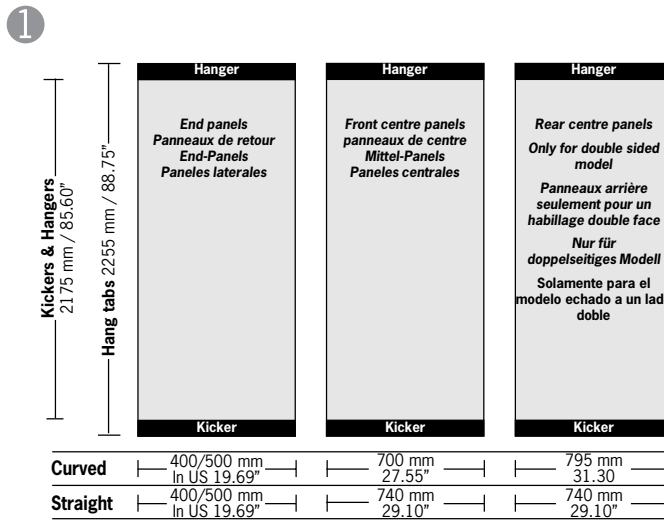 1
Hanger
Hanger
Hanger
Kickers & Hangers
2175 mm / 85.60”
Hang tabs 2255 mm / 88.75”
End panels
Panneaux de retour
End-Panels
Paneles laterales
Front centre panels
panneaux de centre
Mittel-Panels
Paneles centrales
Rear centre panels
Only for double sided
model
Panneaux arrière
seulement pour un
habillage double face
Nur für
doppelseitiges Modell
Solamente para el
modelo echado a un lad
doble
Kicker
Kicker
Kicker
Curved
400/500 mm
In US 19.69”
700 mm
27.55”
795 mm
31.30
Straight
400/500 mm
In US 19.69”
740 mm
29.10”
740 mm
29.10”